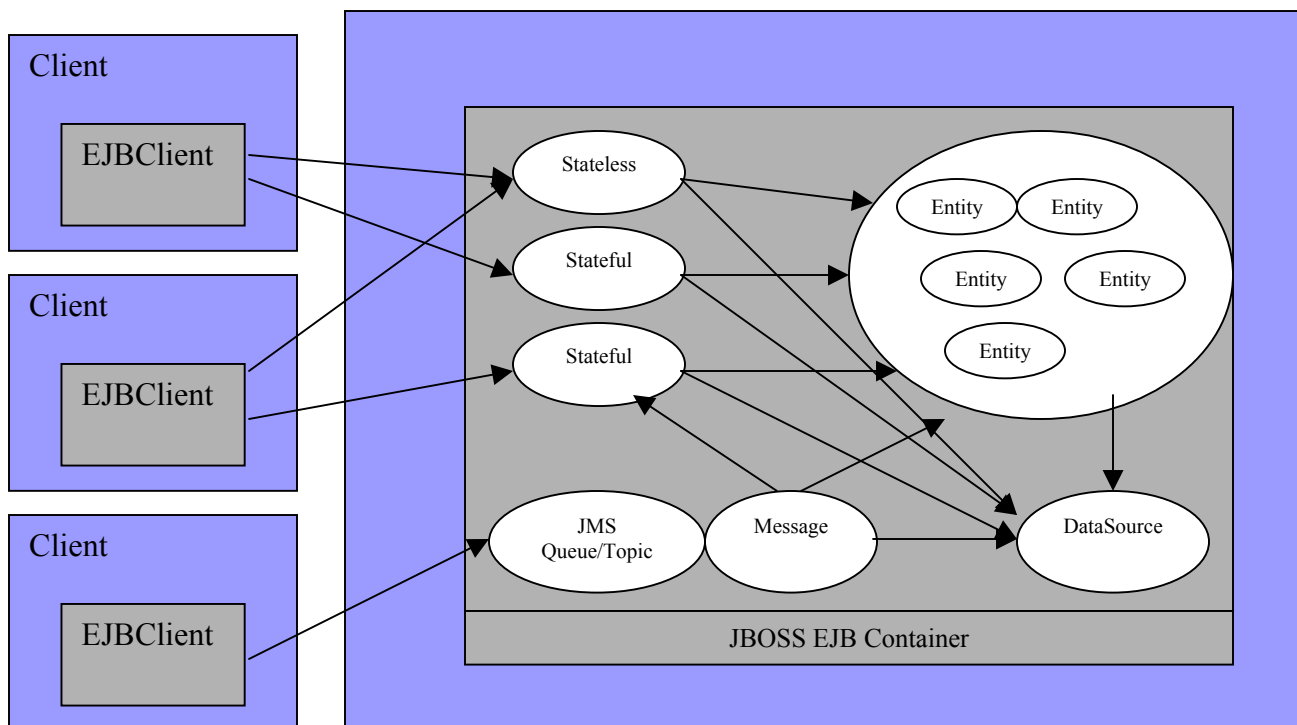 Client
EJBClient
Client
EJBClient
Client
EJBClient
Stateless
Stateful
Stateful
JMS
Queue/Topic
Message
Entity
Entity
Entity
Entity
Entity
DataSource
JBOSS EJB Container